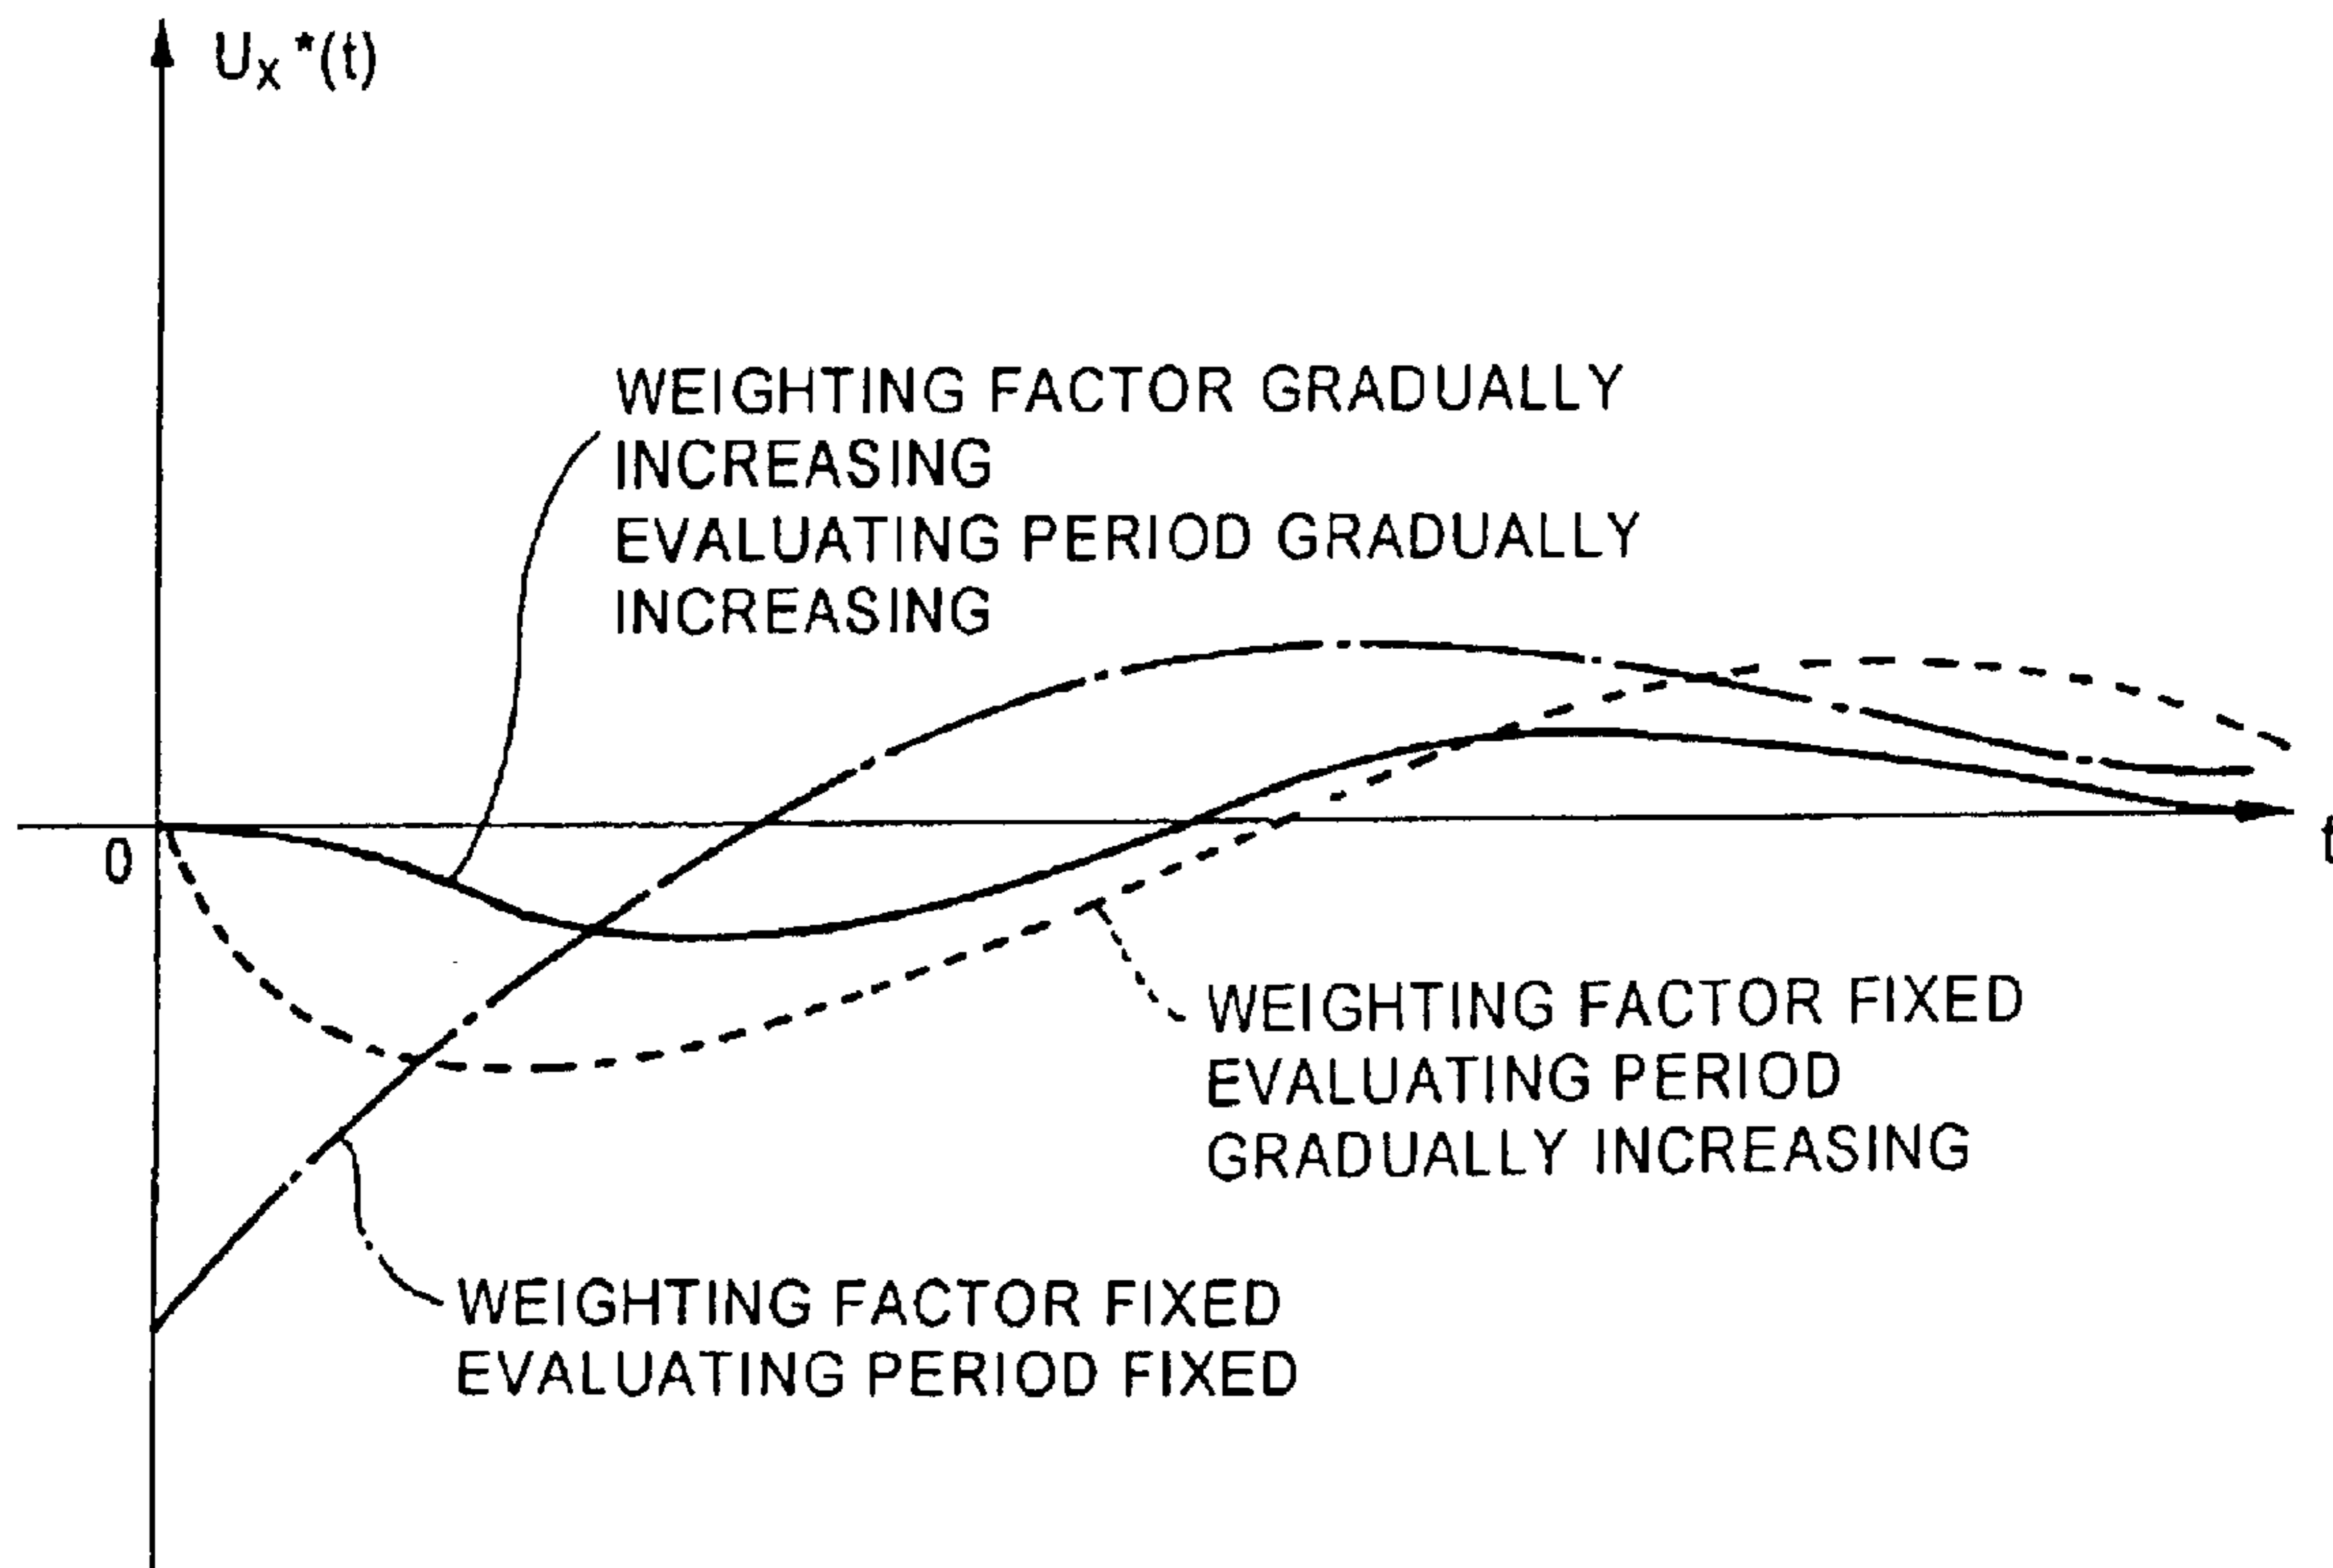 Ux*(t)
WEIGHTING FACTOR GRADUALLY
INCREASING
EVALUATING PERIOD GRADUALLY
INCREASING
0
t
WEIGHTING FACTOR FIXED
EVALUATING PERIOD
GRADUALLY INCREASING
WEIGHTING FACTOR FIXED
EVALUATING PERIOD FIXED